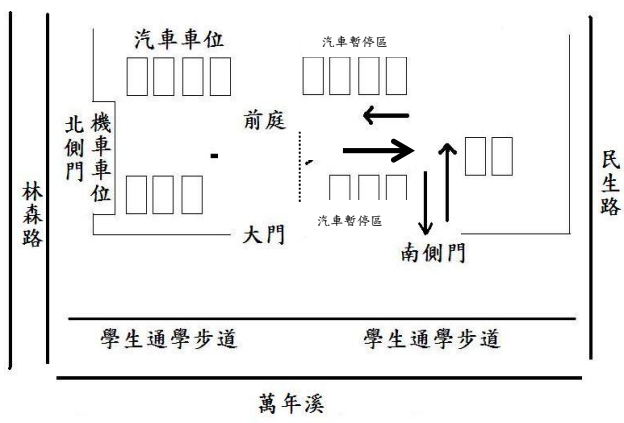 汽車車位
汽車暫停區
前庭
機車車位
北側門
民生路
林森路
汽車暫停區
大門
南側門
學生通學步道
學生通學步道
萬年溪